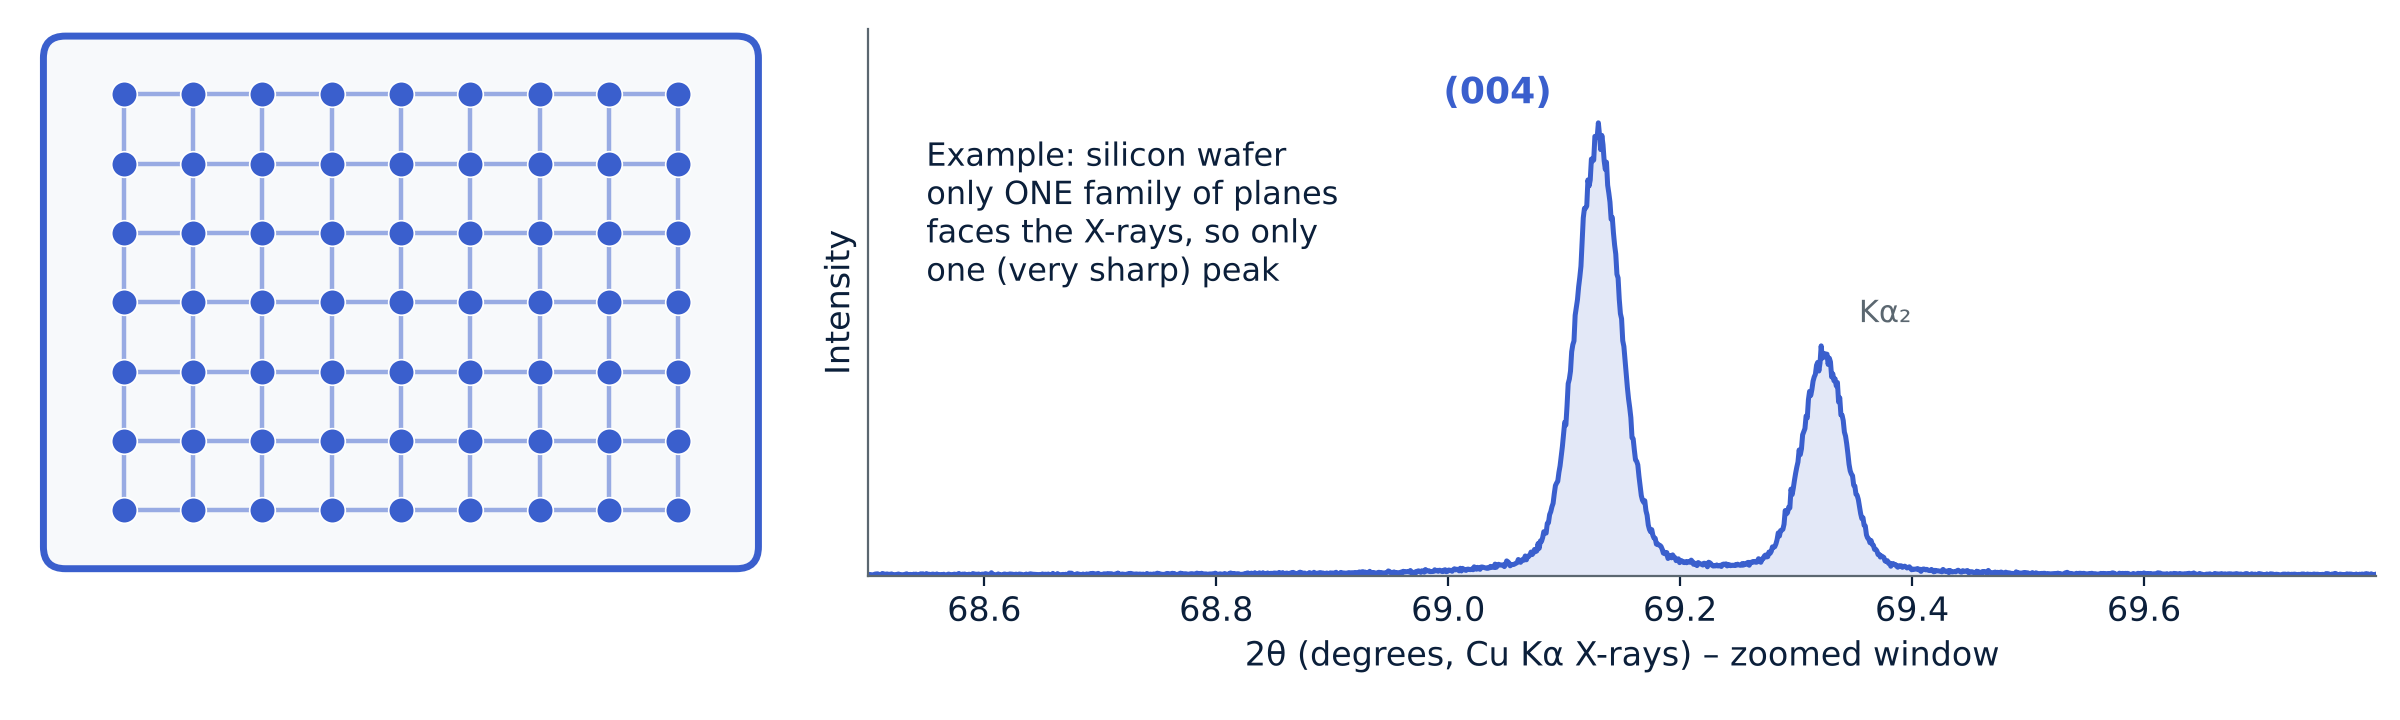 (004)
Example: silicon wafer
only ONE family of planes
faces the X-rays, so only
one (very sharp) peak
Kα₂
Intensity
68.6 68.8 69.0 69.2 69.4 69.6
2θ (degrees, Cu Kα X-rays) – zoomed window